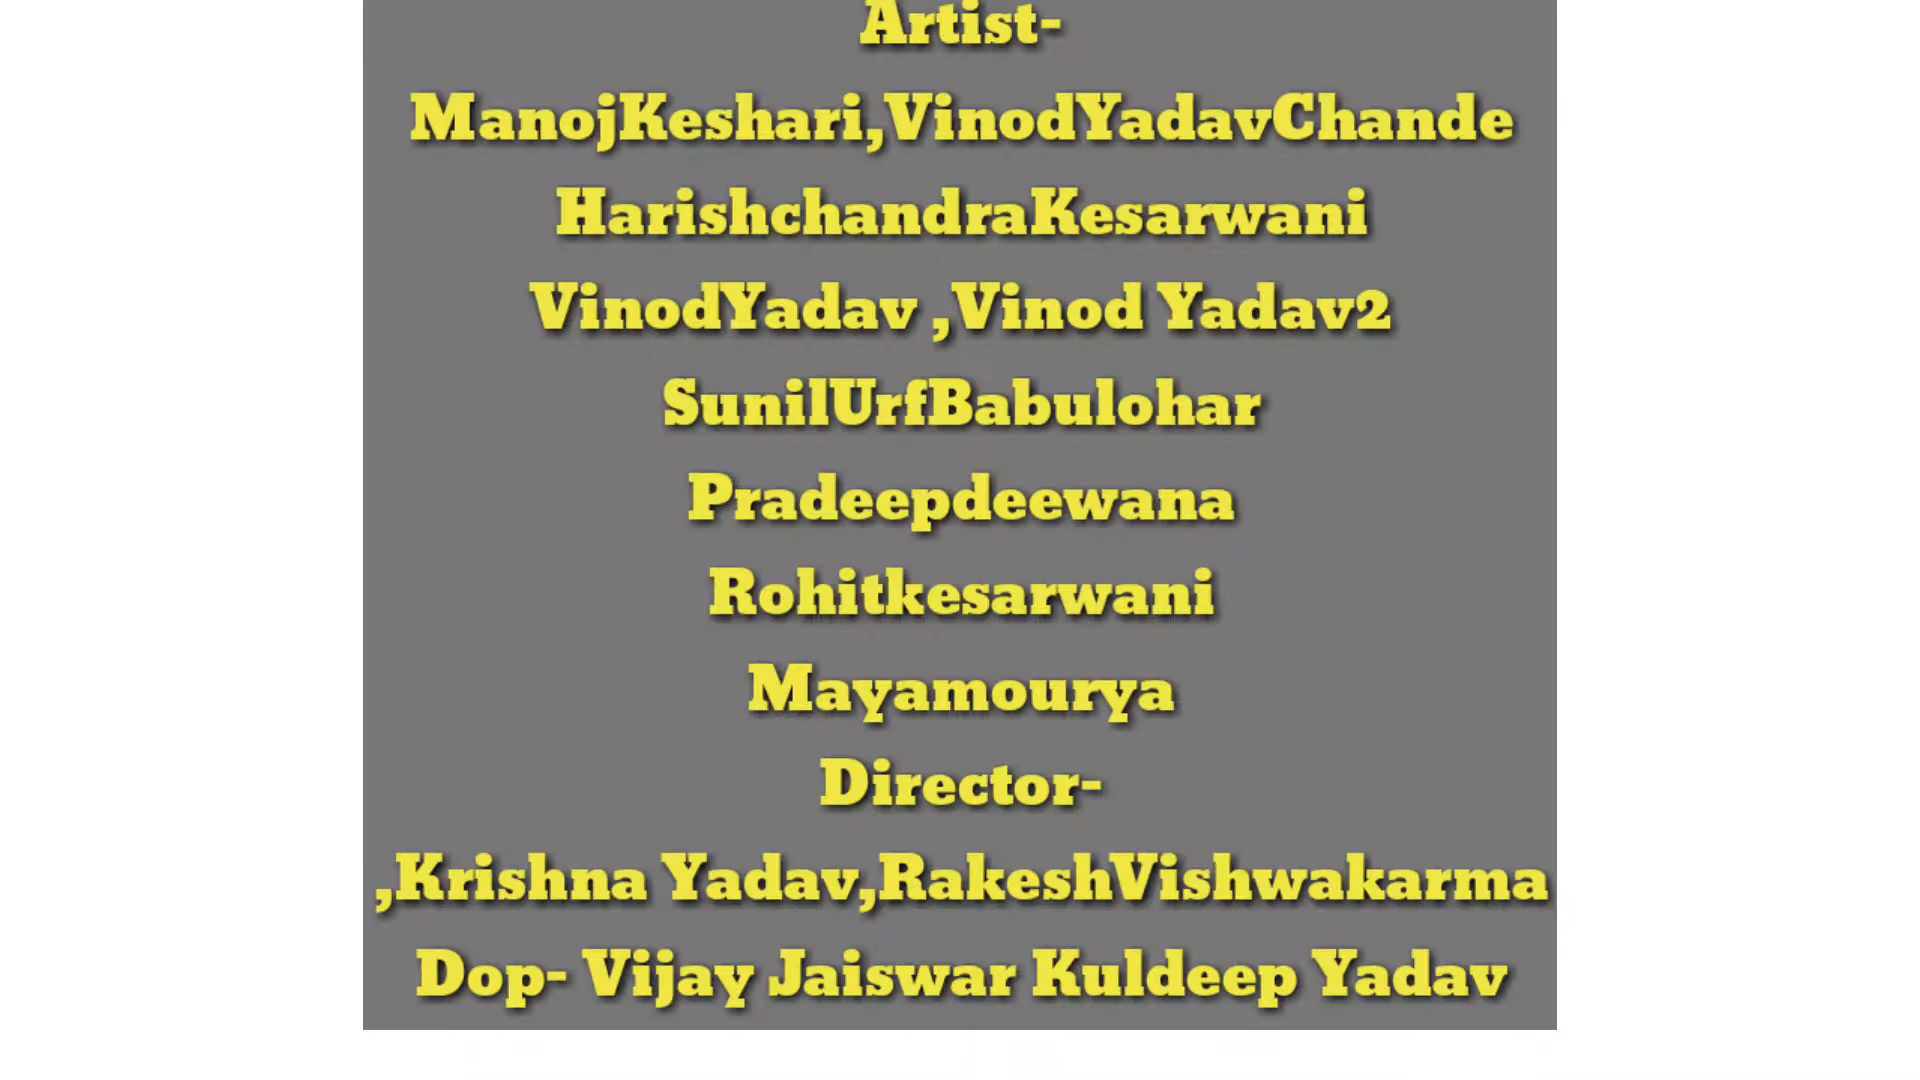 Artist-
ManojKeshari,VinodYadavChande
HarishchandraKesarwani
VinodYadav ,Vinod Yadav2
SunilUrfBabulohar
Pradeepdeewana
Rohitkesarwani
Mayamourya
Director-
,Krishna Yadav,RakeshVishwakarma
Dop- Vijay Jaiswar Kuldeep Yadav